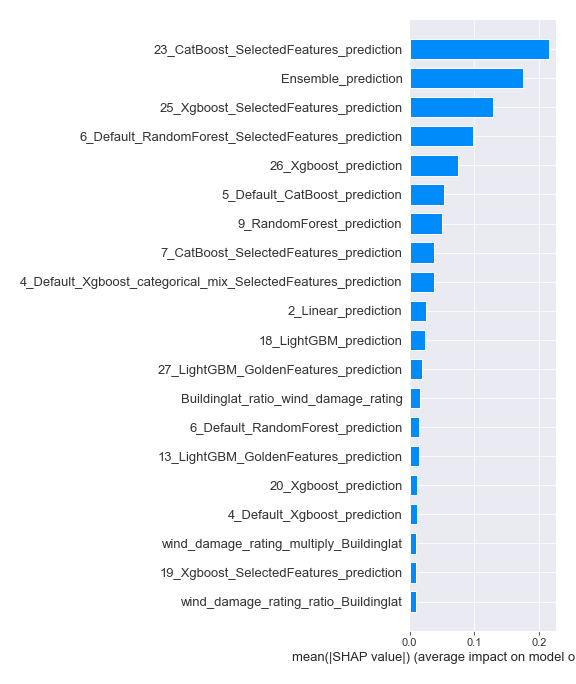 23_CatBoost_SelectedFeatures_prediction
Ensemble_prediction
25_Xgboost_SelectedFeatures_prediction
6_Default_RandomForest_SelectedFeatures_prediction
26_Xgboost_prediction
5_Default_CatBoost_prediction
9_RandomForest_prediction
7_CatBoost_SelectedFeatures_prediction
4_Default_Xgboost_categorical_mix_SelectedFeatures_prediction
2_Linear_prediction
18_LightGBM_prediction
27_LightGBM_GoldenFeatures_prediction
Buildinglat_ratio_wind_damage_rating
6_Default_RandomForest_prediction
13_LightGBM_GoldenFeatures_prediction
20_Xgboost_prediction
4_Default_Xgboost_prediction
wind_damage_rating_multiply_Buildinglat
19_Xgboost_SelectedFeatures_prediction
wind_damage_rating_ratio_Buildinglat
0.0 0.1 0.2
mean(|SHAP value|) (average impact on model o